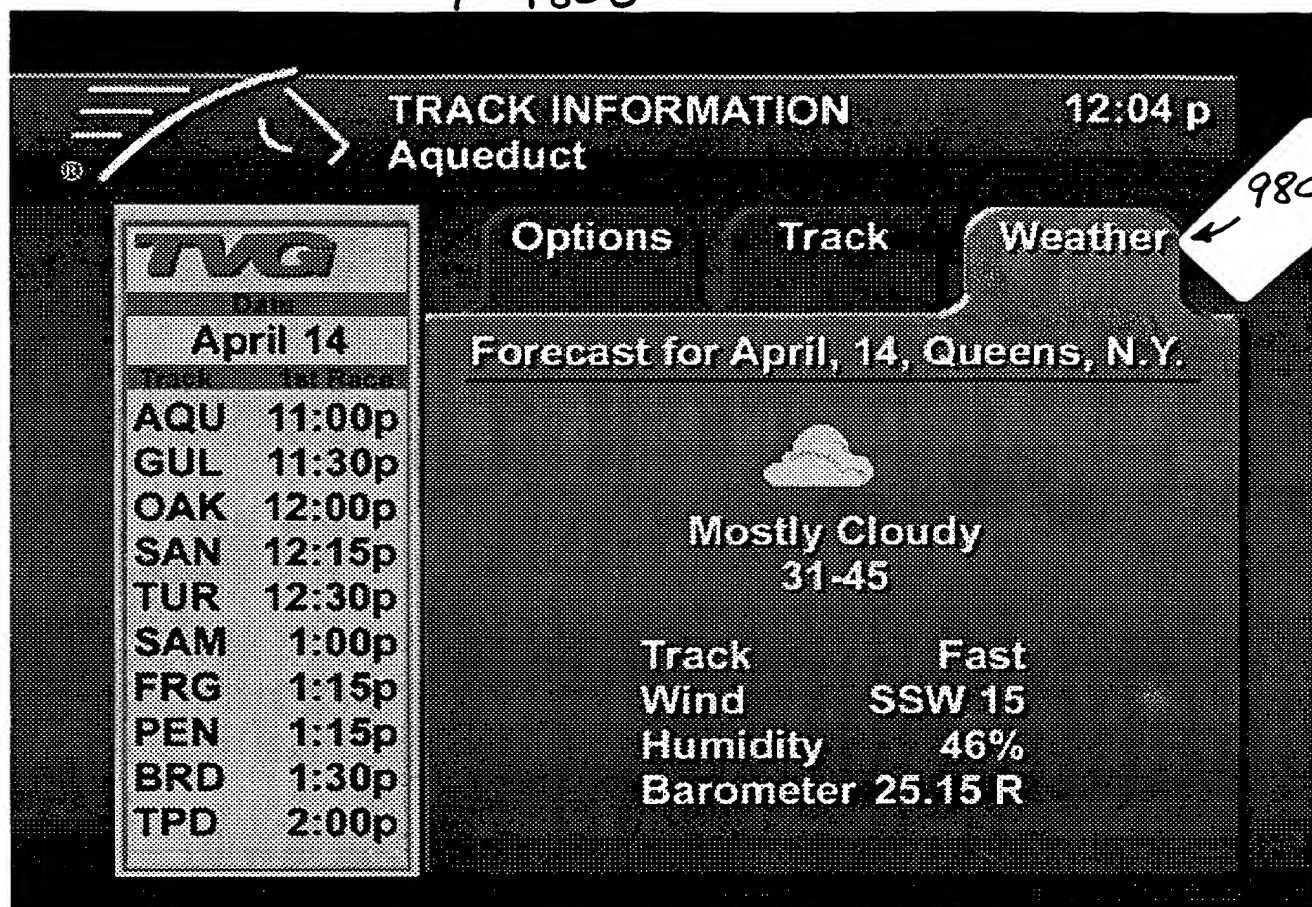 TRACK INFORMATION
12:04 p
Aqueduct
®
TVG
Date
April 14
Track 1st Race
AQU 11:00p
GUL 11:30p
OAK 12:00p
SAN 12:15p
TUR 12:30p
SAM 1:00p
FRG 1:15p
PEN 1:15p
BRD 1:30p
TPD 2:00p
Options Track Weather
Forecast for April, 14, Queens, N.Y.
Mostly Cloudy
31-45
Track Fast
Wind SSW 15
Humidity 46%
Barometer 25.15 R